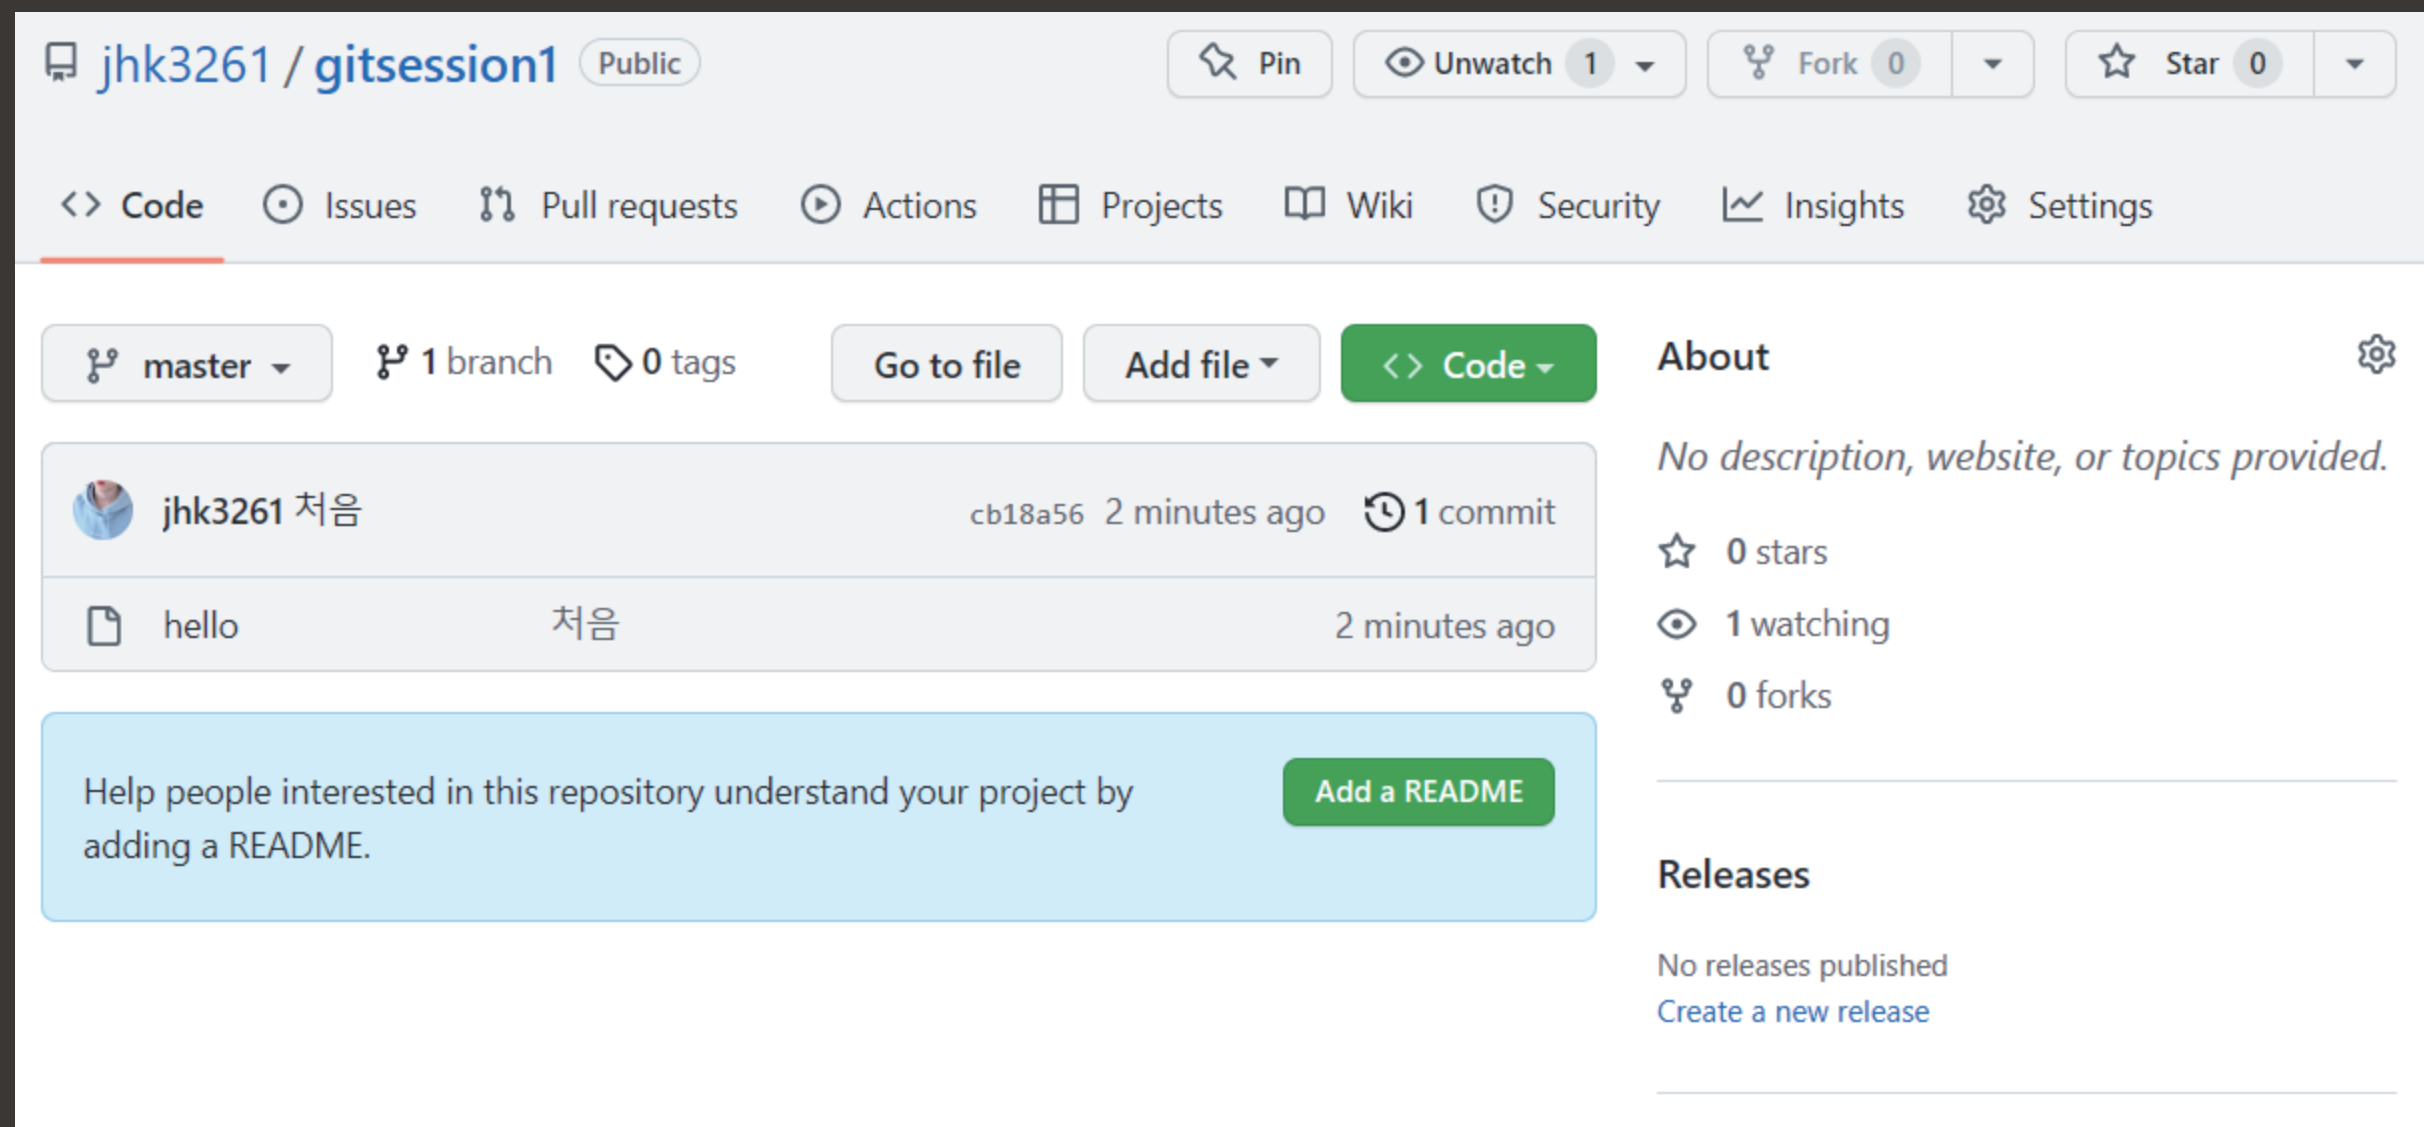 jhk3261 / gitsession1 Public Pin Unwatch 1 Fork 0 Star 0
Code Issues Pull requests Actions Projects Wiki Security Insights Settings
master 1 branch 0 tags Go to file Add file Code
jhk3261 처음 cb18a56 2 minutes ago 1 commit
hello 처음 2 minutes ago
Help people interested in this repository understand your project by
adding a README.
Add a README
About
No description, website, or topics provided.
0 stars
1 watching
0 forks
Releases
No releases published
Create a new release